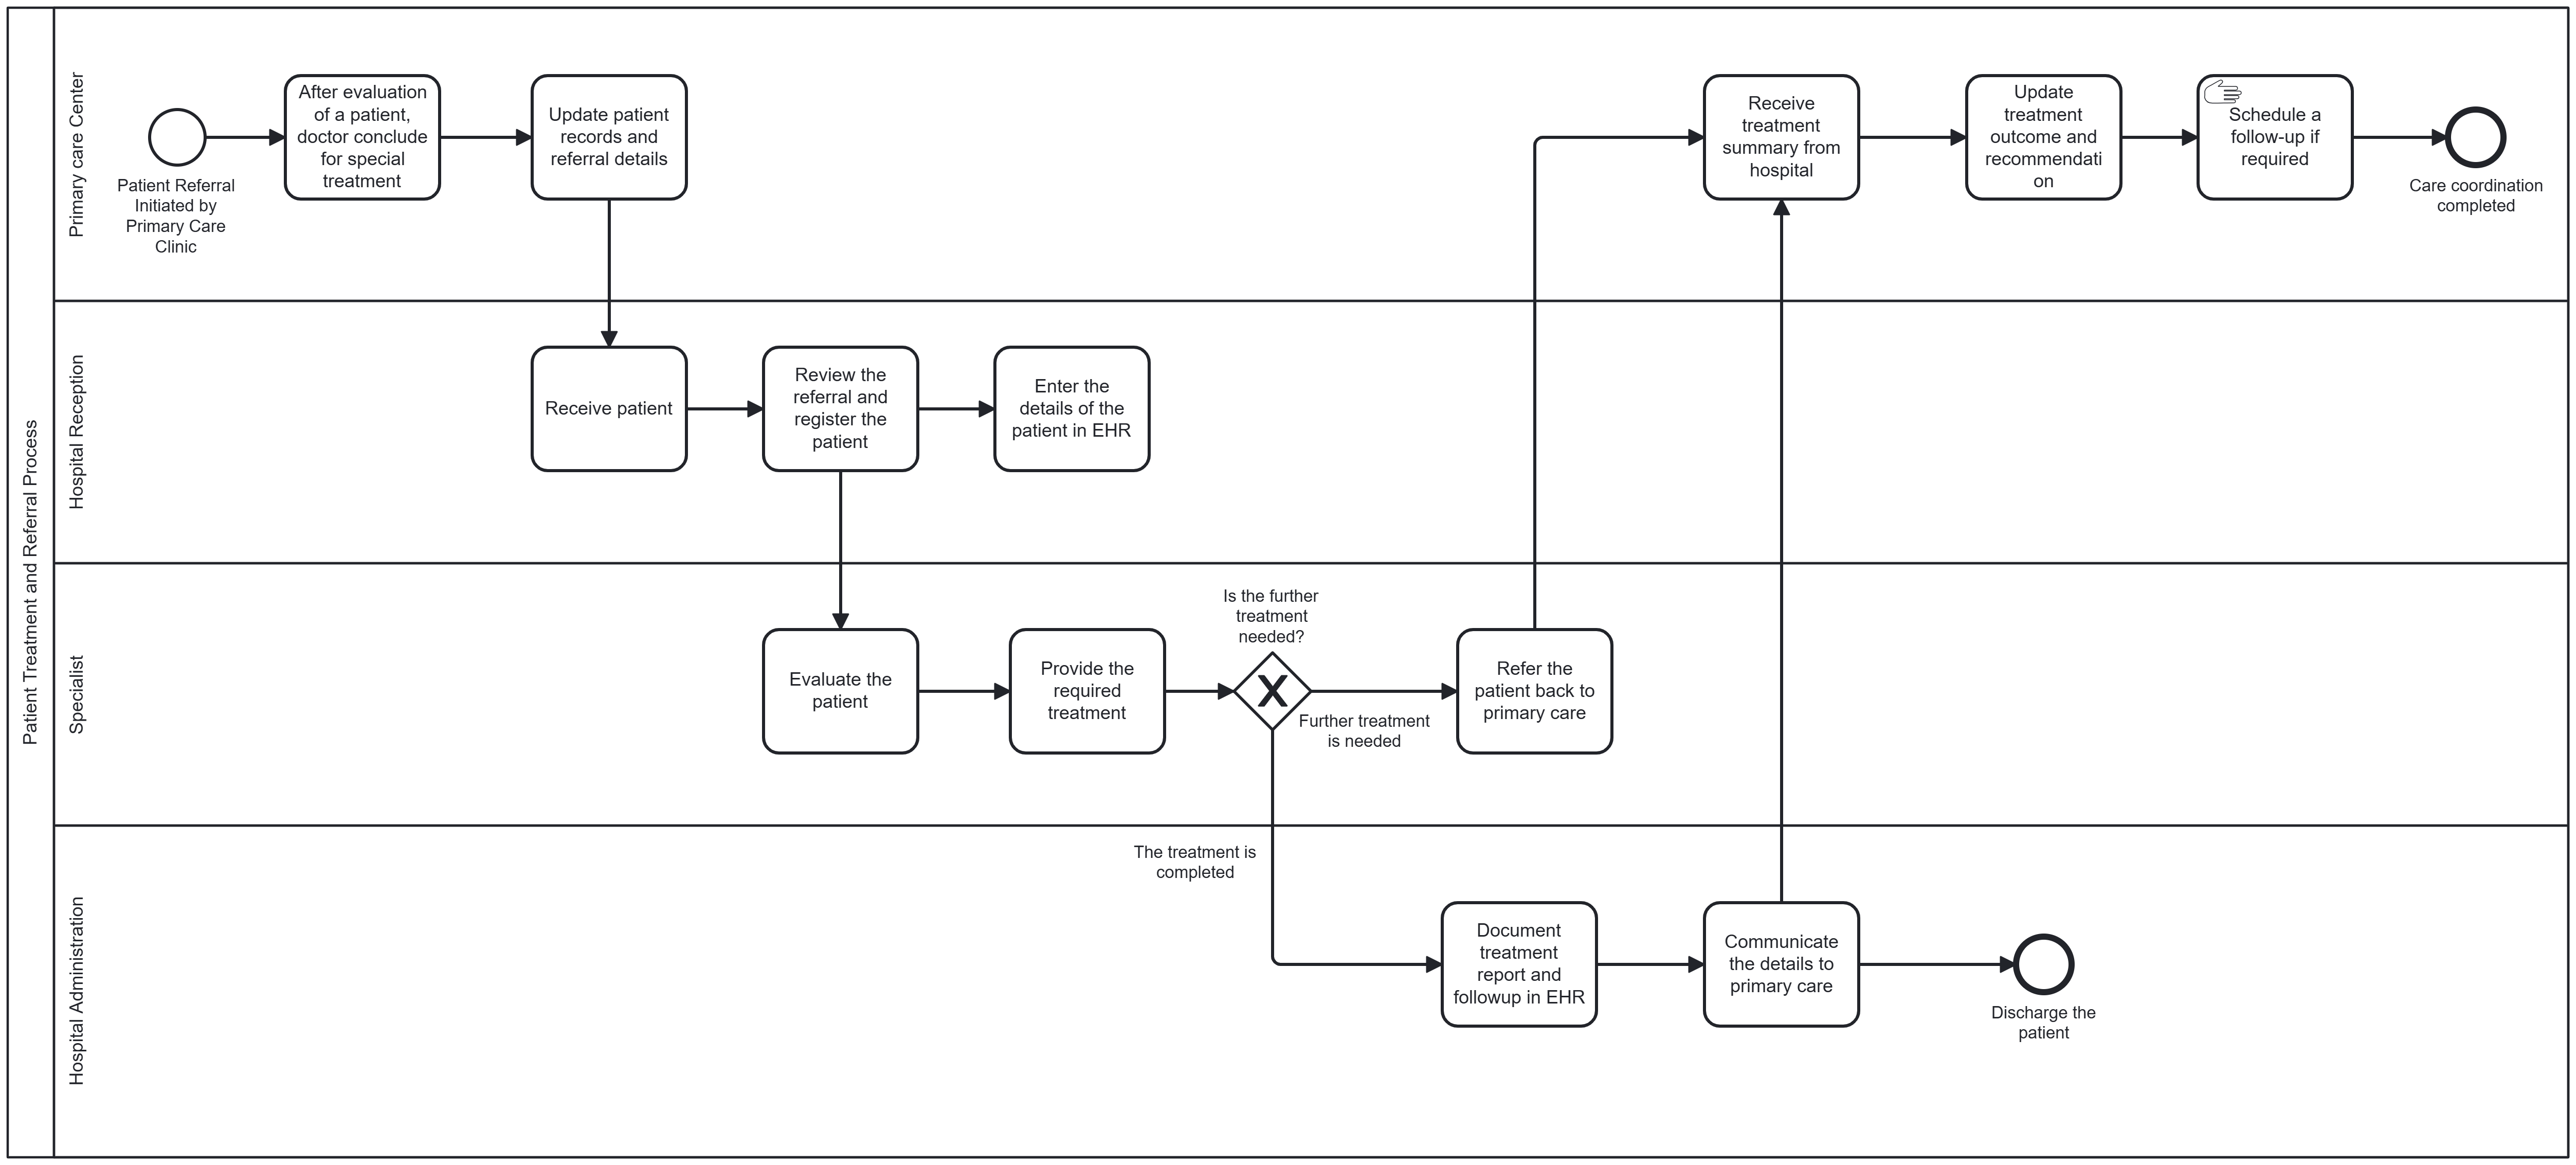 Patient Treatment and Referral Process
Primary care Center
Patient Referral
Initiated by
Primary Care
Clinic
After evaluation
of a patient,
doctor conclude
for special
treatment
Update patient
records and
referral details
Receive
treatment
summary from
hospital
Update
treatment
outcome and
recommendati
on
Schedule a
follow-up if
required
Care coordination
completed
Hospital Reception
Receive patient
Review the
referral and
register the
patient
Enter the
details of the
patient in EHR
Specialist
Evaluate the
patient
Provide the
required
treatment
Is the further
treatment
needed?
Further treatment
is needed
Refer the
patient back to
primary care
Hospital Administration
The treatment is
completed
Document
treatment
report and
followup in EHR
Communicate
the details to
primary care
Discharge the
patient